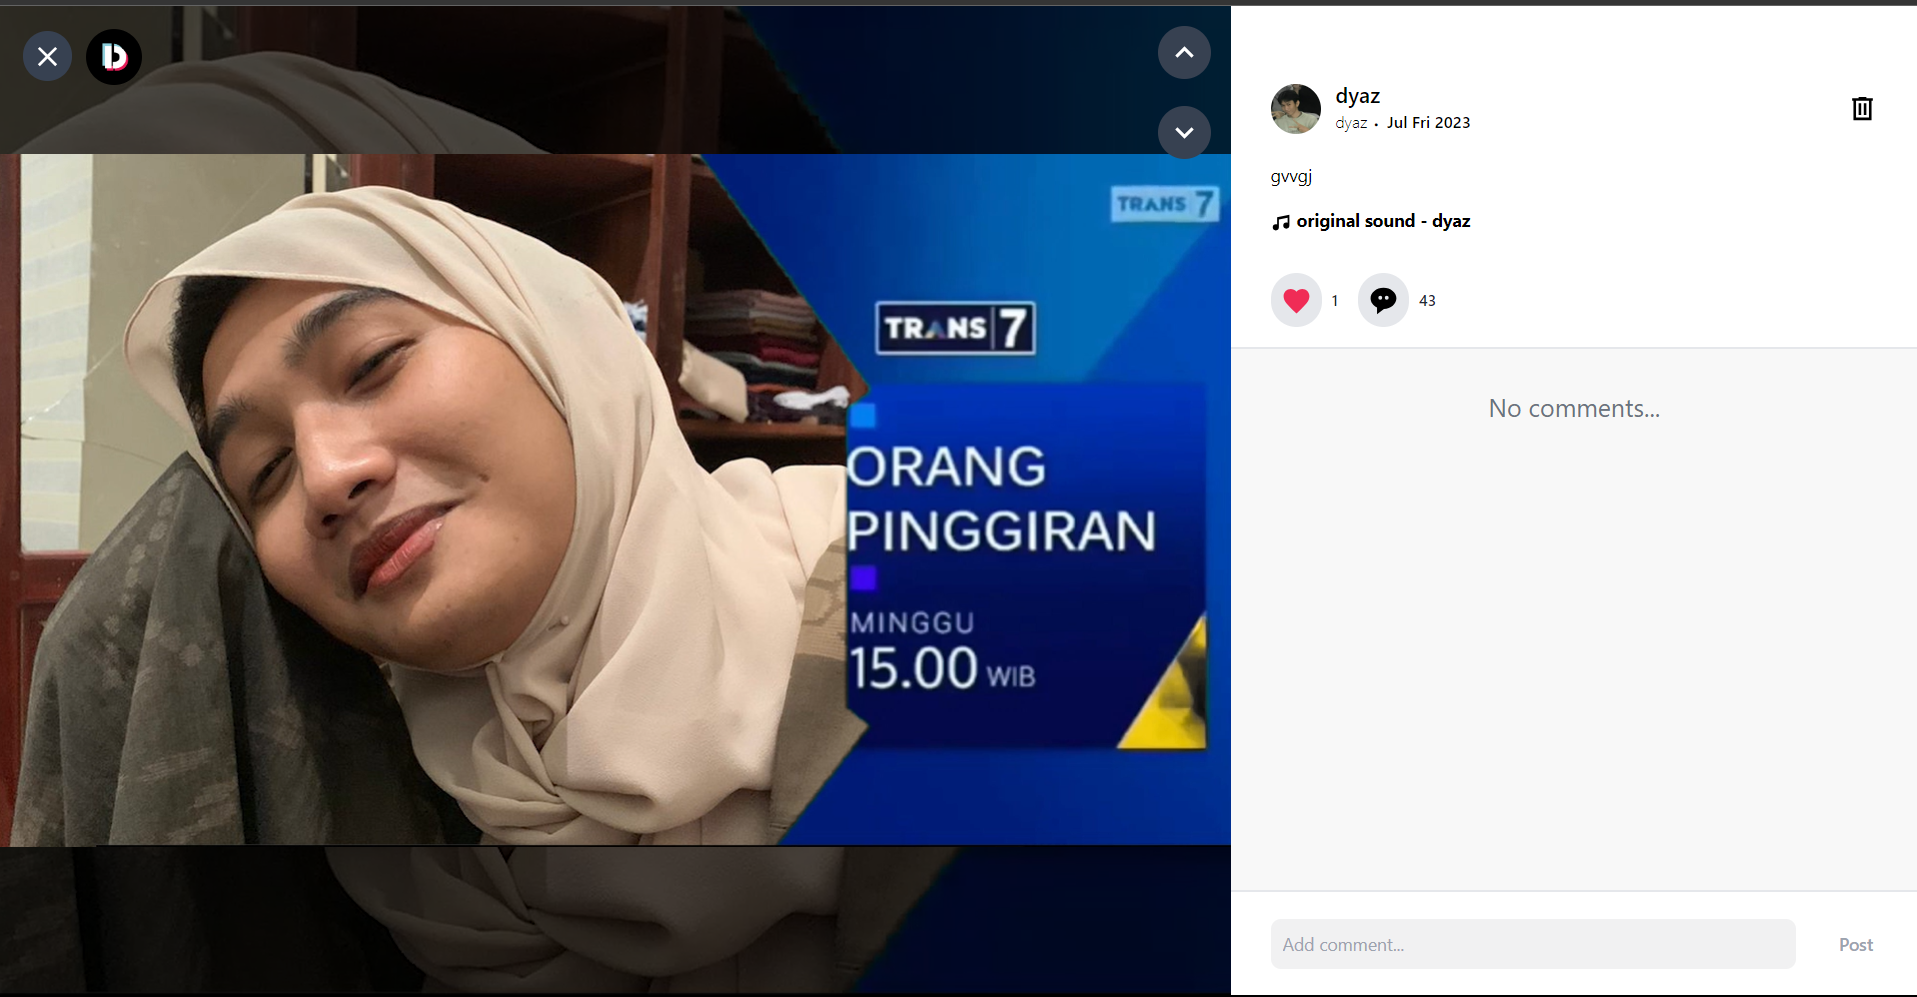 TRANS 7
TRANS 7
ORANG
PINGGIRAN
MINGGU
15.00 WIB
dyaz
dyaz • Jul Fri 2023
gvvgj
original sound - dyaz
1
43
No comments...
Add comment...
Post